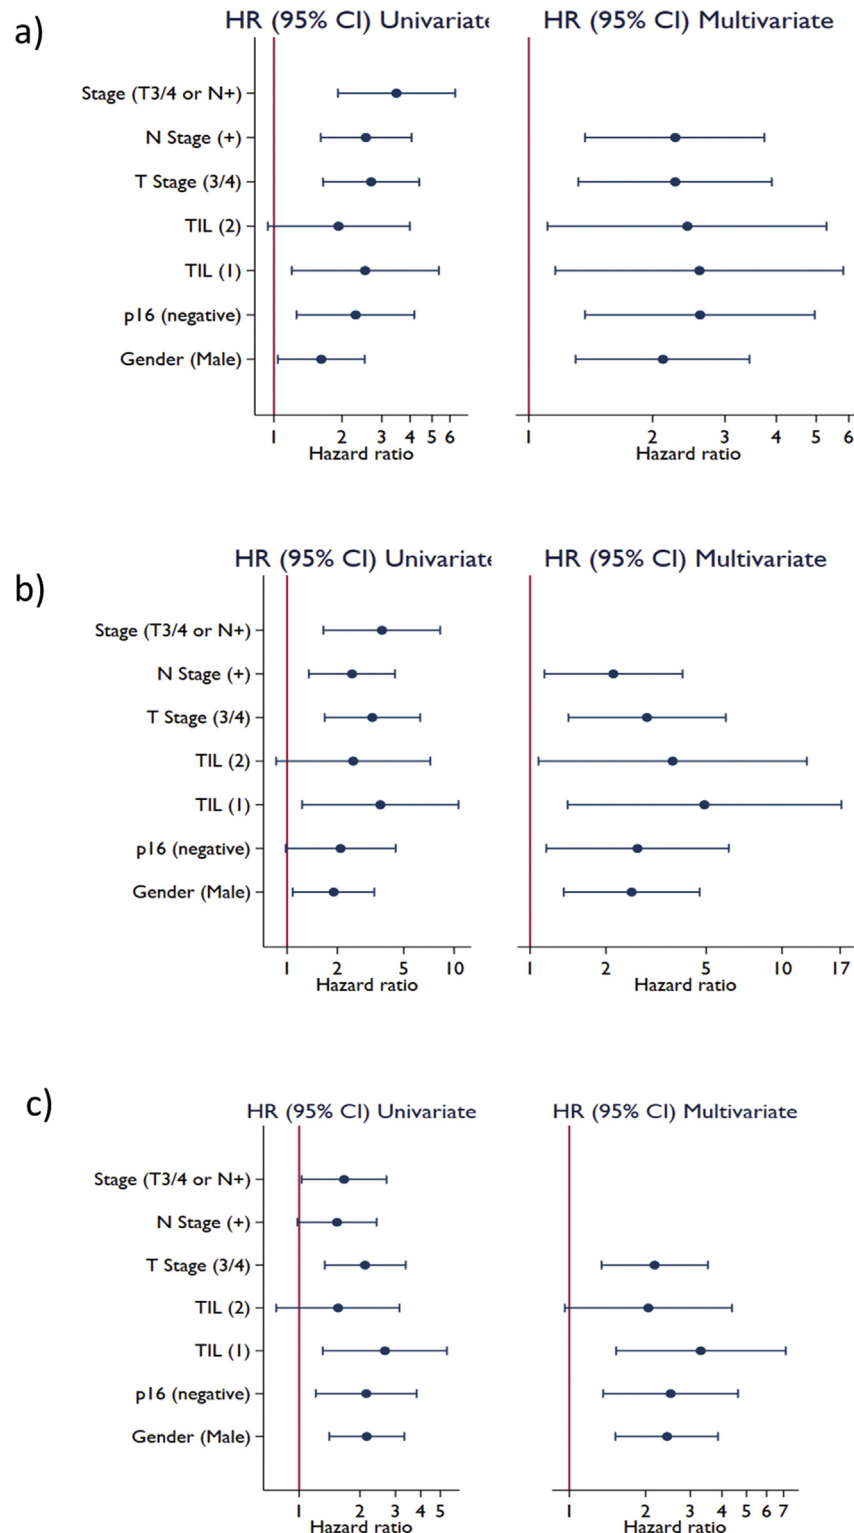 a)
HR (95% CI) Univariate
HR (95% CI) Multivariate
Stage (T3/4 or N+)
N Stage (+)
T Stage (3/4)
TIL (2)
TIL (1)
p16 (negative)
Gender (Male)
1 2 3 4 5 6
Hazard ratio
1 2 3 4 5 6
Hazard ratio
b)
HR (95% CI) Univariate
HR (95% CI) Multivariate
Stage (T3/4 or N+)
N Stage (+)
T Stage (3/4)
TIL (2)
TIL (1)
p16 (negative)
Gender (Male)
1 2 5 10
Hazard ratio
1 2 5 10 17
Hazard ratio
c)
HR (95% CI) Univariate
HR (95% CI) Multivariate
Stage (T3/4 or N+)
N Stage (+)
T Stage (3/4)
TIL (2)
TIL (1)
p16 (negative)
Gender (Male)
1 2 3 4 5
Hazard ratio
1 2 3 4 5 6 7
Hazard ratio